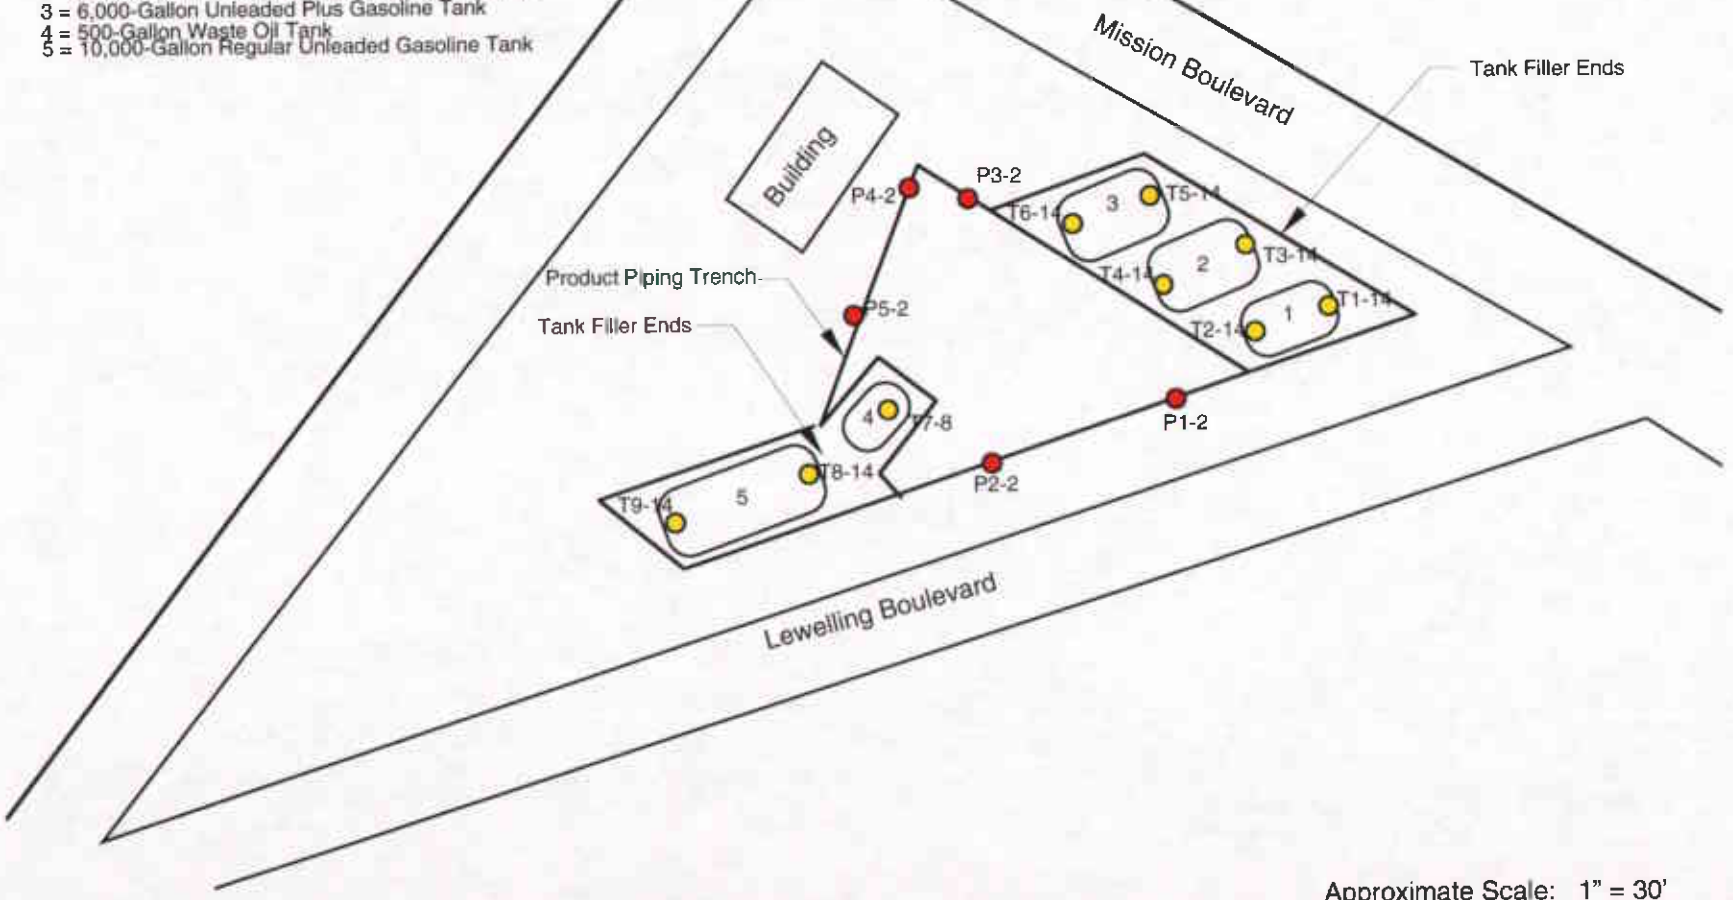 3 = 6,000-Gallon Unleaded Plus Gasoline Tank
4 = 500-Gallon Waste Oil Tank
5 = 10,000-Gallon Regular Unleaded Gasoline Tank
Mission Boulevard
Tank Filler Ends
Building
P4-2
P3-2
T6-14
3
T5-14
T4-14
2
T3-14
T2-14
1
T1-14
Product Piping Trench
P5-2
Tank Filler Ends
4
T7-8
P1-2
T8-14
P2-2
T9-14
5
Lewelling Boulevard
Approximate Scale: 1" = 30'